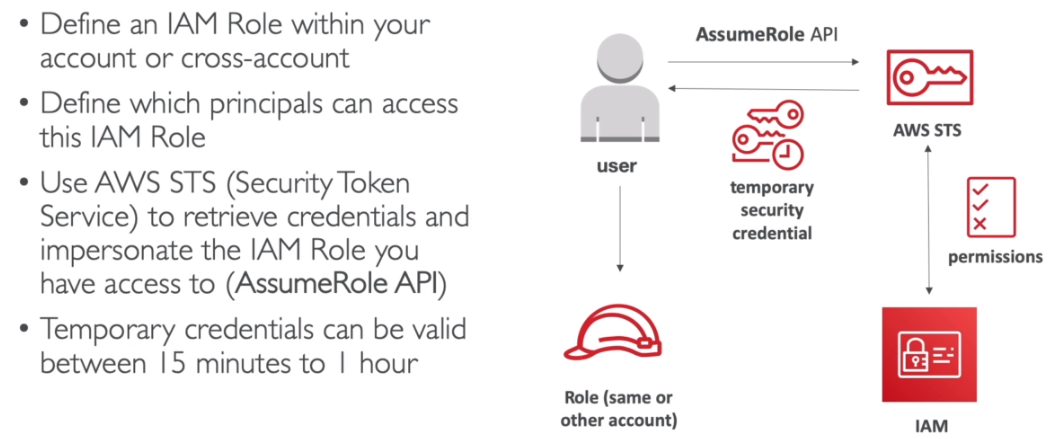 • Define an IAM Role within your
account or cross-account
• Define which principals can access
this IAM Role
• Use AWS STS (Security Token
Service) to retrieve credentials and
impersonate the IAM Role you
have access to (AssumeRole API)
• Temporary credentials can be valid
between 15 minutes to 1 hour
AssumeRole API
user
AWS STS
temporary
security
credential
permissions
Role (same or
other account)
IAM